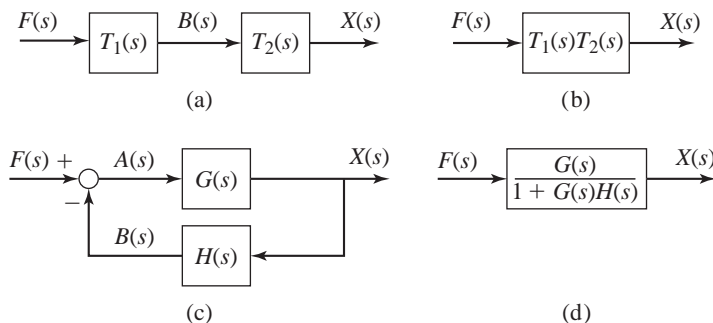 F(s) T₁(s) B(s) T₂(s) X(s)
(a)
F(s) T₁(s)T₂(s) X(s)
(b)
F(s) + A(s) G(s) X(s)
−
B(s) H(s)
(c)
F(s) G(s) X(s)
1 + G(s)H(s)
(d)